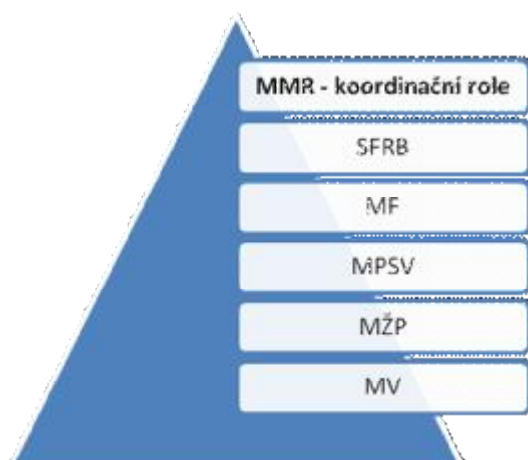 MMR - koordinační role
SFRB
MF
MPSV
MŽP
MV